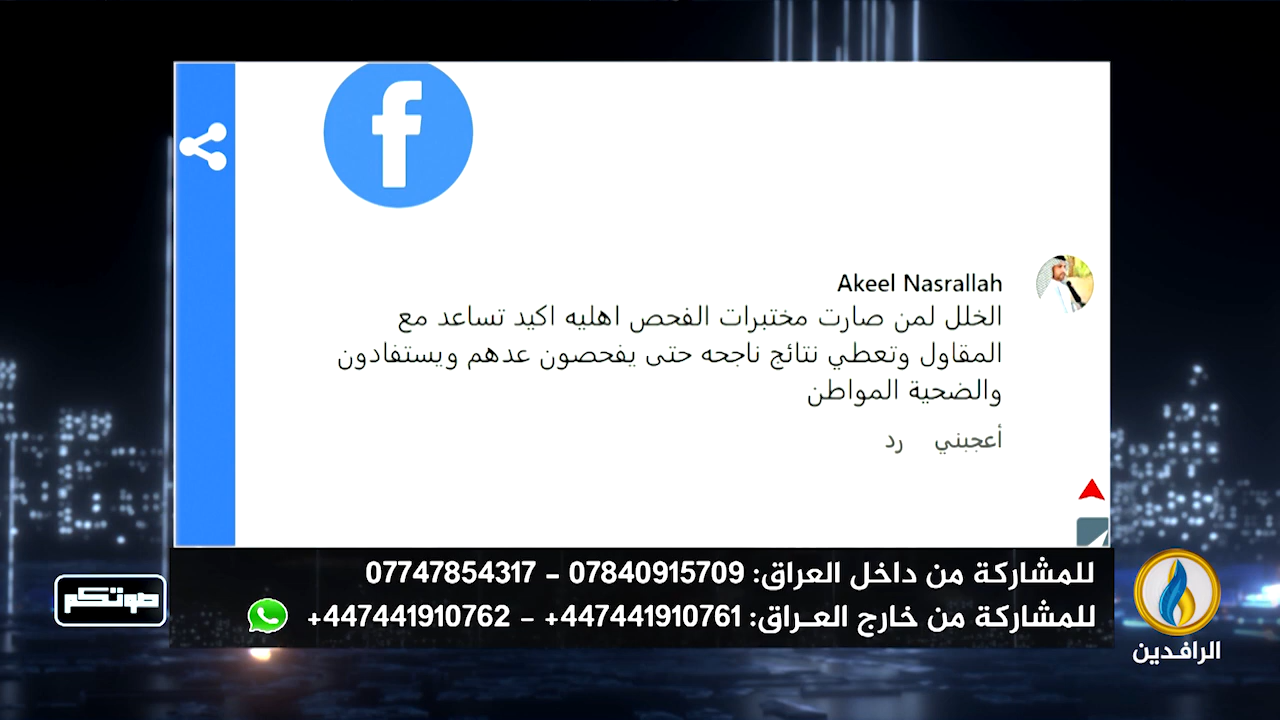 f
Akeel Nasrallah
الخلل لمن صارت مختبرات الفحص اهليه اكيد تساعد مع
المقاول وتعطي نتائج ناجحه حتى يفحصون عدهم ويستفادون
والضحية المواطن
أعجبني رد
للمشاركة من داخل العراق: 07840915709 - 07747854317
للمشاركة من خارج العـراق: 447441910761+ - 447441910762+
صوتكم
الرافدين